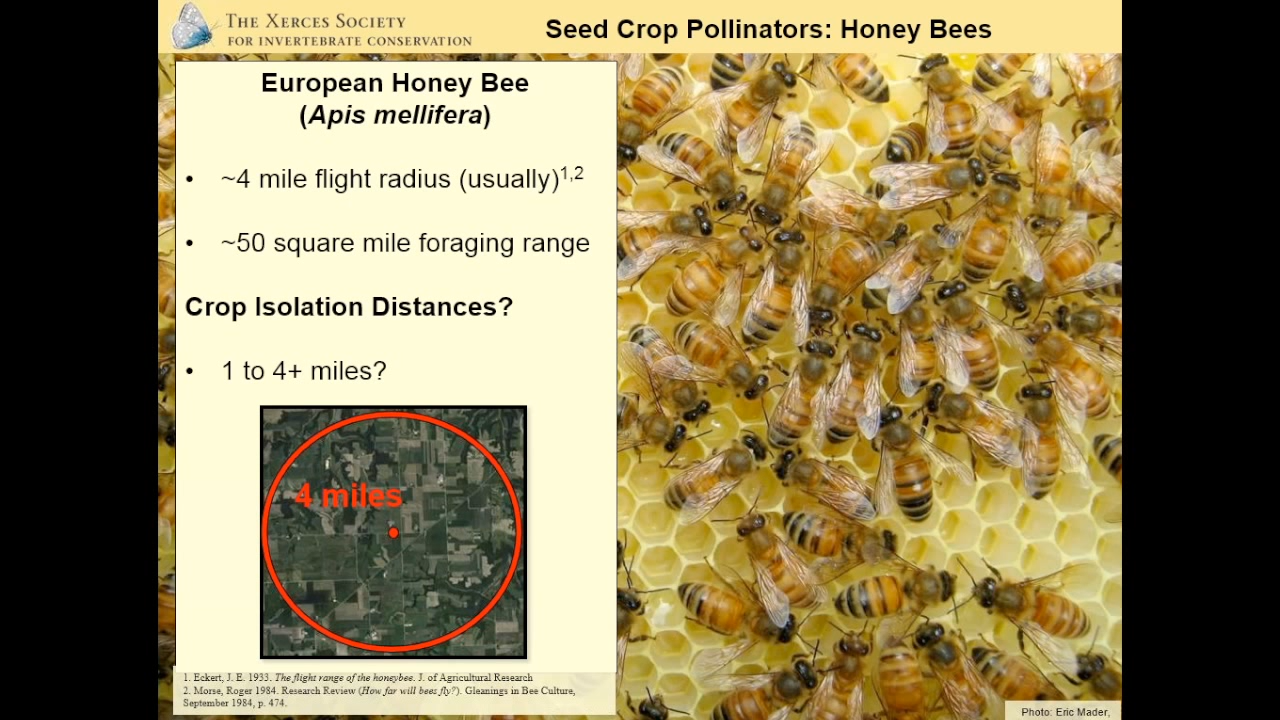 THE XERCES SOCIETY
FOR INVERTEBRATE CONSERVATION
Seed Crop Pollinators: Honey Bees
European Honey Bee
(Apis mellifera)
• ~4 mile flight radius (usually)1,2
• ~50 square mile foraging range
Crop Isolation Distances?
• 1 to 4+ miles?
4 miles
1. Eckert, J. E. 1933. The flight range of the honeybee. J. of Agricultural Research
2. Morse, Roger 1984. Research Review (How far will bees fly?). Gleanings in Bee Culture,
September 1984, p. 474.
Photo: Eric Mader,